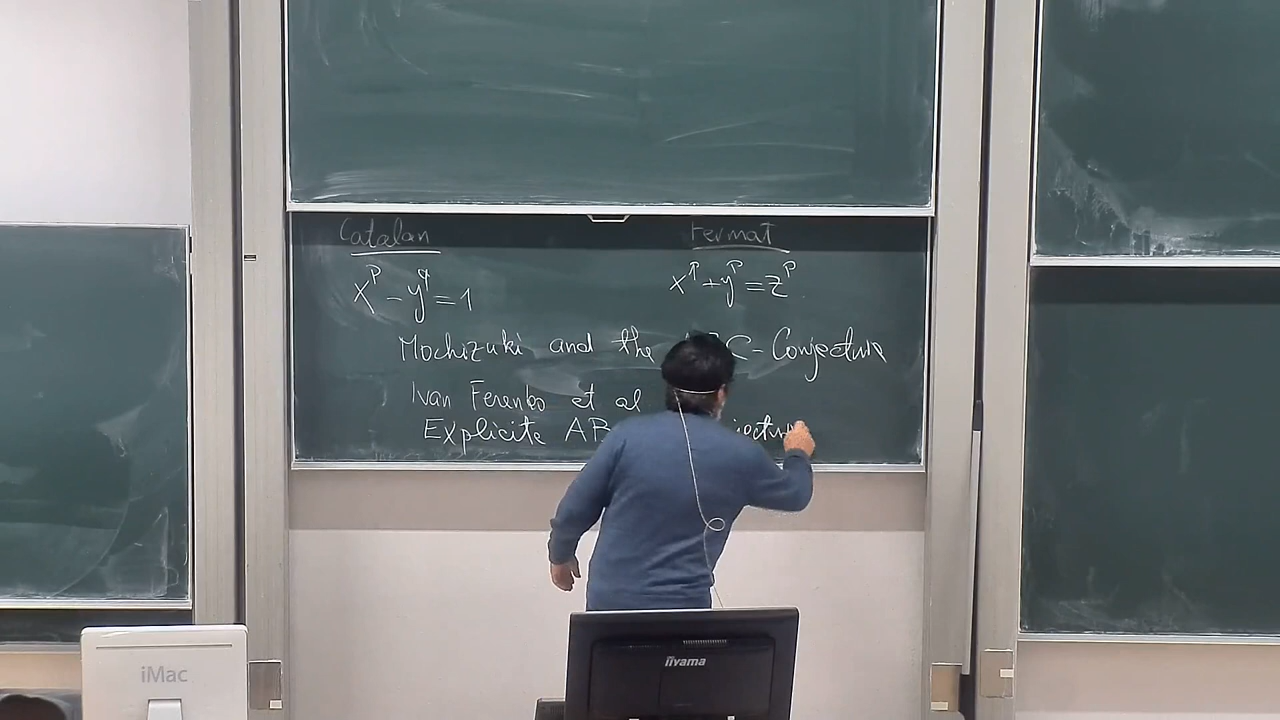 Catalan
x^p - y^q = 1
Fermat
x^p + y^p = z^p
Mochizuki and the C-Conjecture
Ivan Fesenko et al
Explicite AB
iMac
iiyama